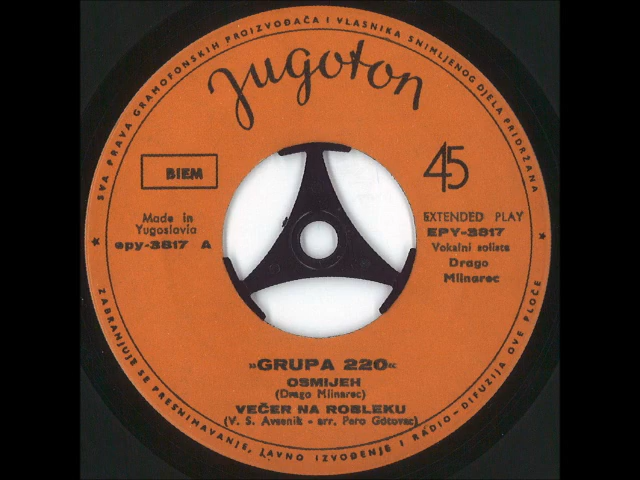 SVA PRAVA GRAMOFONSKIH PROIZVOĐAČA I VLASNIKA SNIMLJENOG DJELA PRIDRŽANA
Jugoton
BIEM
45
Made in
Yugoslavia
epy-3817 A
EXTENDED PLAY
EPY-3817
Vokalni solista
Drago
Mlinarec
»GRUPA 220«
OSMIJEH
(Drago Mlinarec)
VEČER NA ROBLEKU
(V. S. Avsenik - arr. Pero Gotovac)
ZABRANJUJE SE PRESNIMAVANJE, JAVNO IZVOĐENJE I RADIO-DIFUZIJA OVE PLOČE